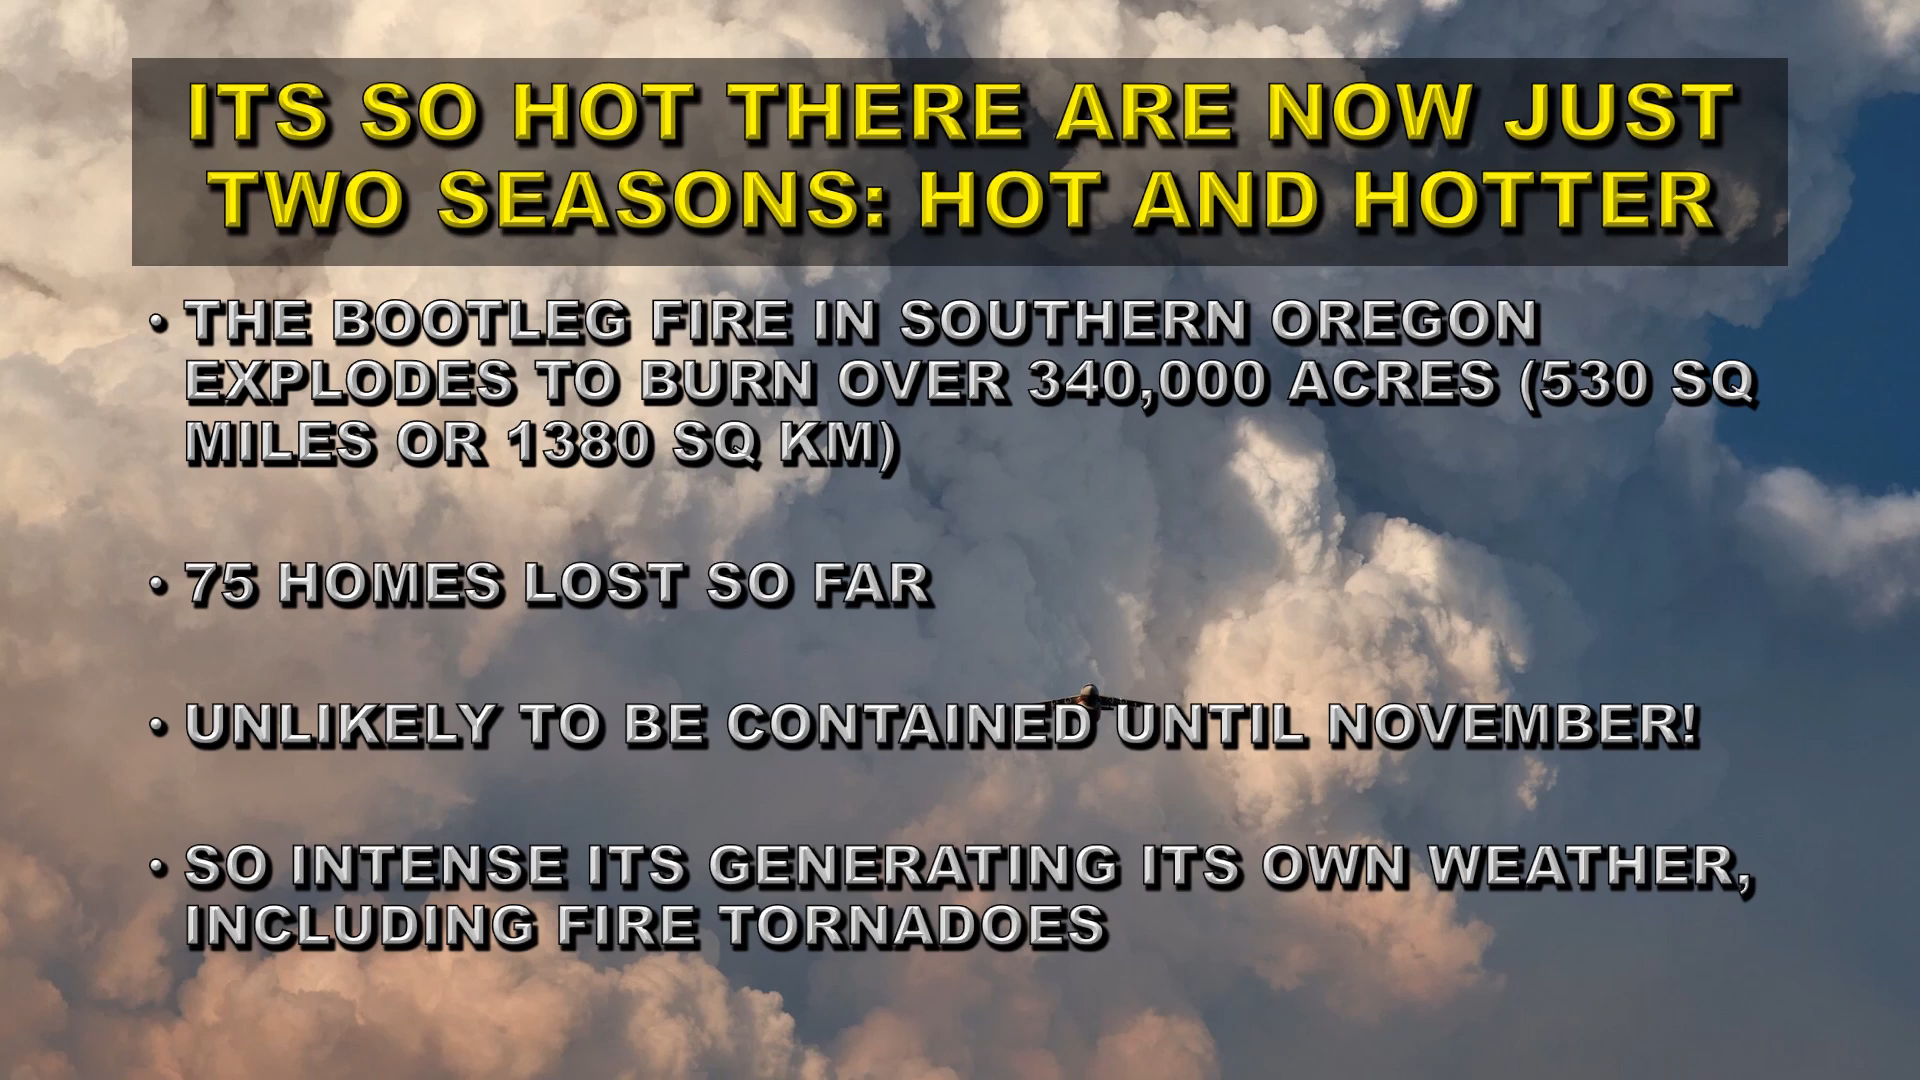 ITS SO HOT THERE ARE NOW JUST
TWO SEASONS: HOT AND HOTTER
• THE BOOTLEG FIRE IN SOUTHERN OREGON
EXPLODES TO BURN OVER 340,000 ACRES (530 SQ
MILES OR 1380 SQ KM)
• 75 HOMES LOST SO FAR
• UNLIKELY TO BE CONTAINED UNTIL NOVEMBER!
• SO INTENSE ITS GENERATING ITS OWN WEATHER,
INCLUDING FIRE TORNADOES